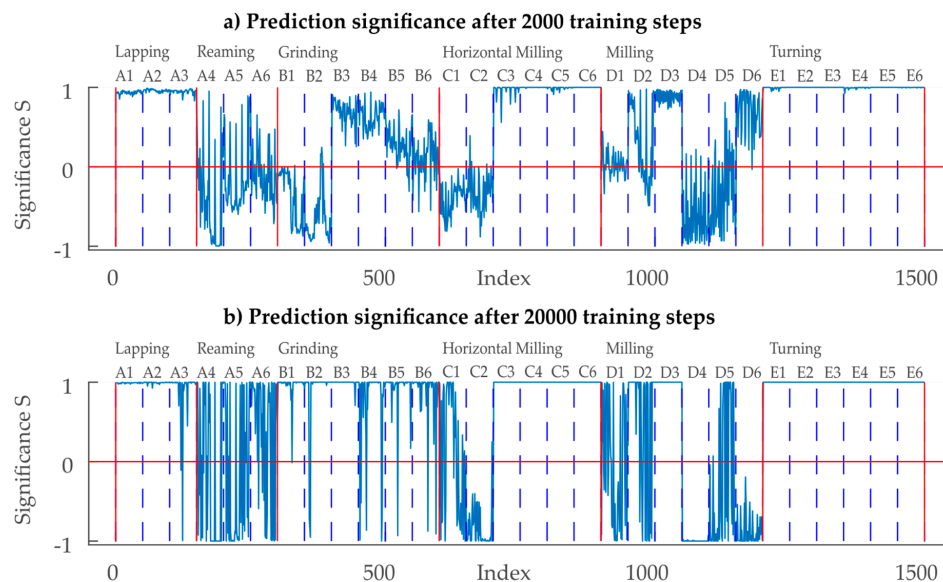 a) Prediction significance after 2000 training steps
Lapping Reaming Grinding Horizontal Milling Milling Turning
A1 A2 A3 A4 A5 A6 B1 B2 B3 B4 B5 B6 C1 C2 C3 C4 C5 C6 D1 D2 D3 D4 D5 D6 E1 E2 E3 E4 E5 E6
1
0
-1
Significance S
0 500 Index 1000 1500
b) Prediction significance after 20000 training steps
Lapping Reaming Grinding Horizontal Milling Milling Turning
A1 A2 A3 A4 A5 A6 B1 B2 B3 B4 B5 B6 C1 C2 C3 C4 C5 C6 D1 D2 D3 D4 D5 D6 E1 E2 E3 E4 E5 E6
1
0
-1
Significance S
0 500 Index 1000 1500